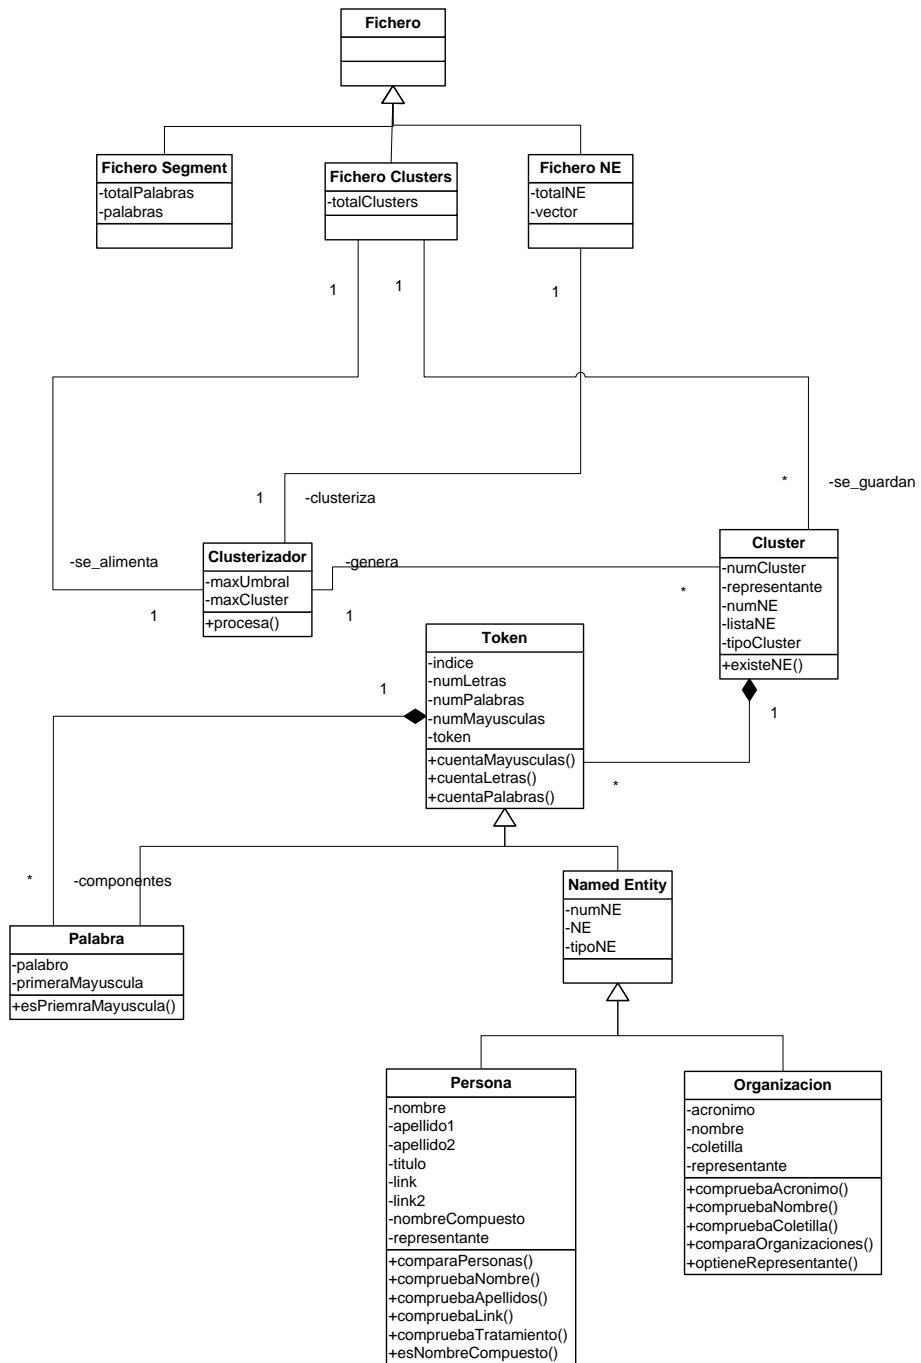 Fichero
Fichero Segment
-totalPalabras
-palabras
Fichero Clusters
-totalClusters
Fichero NE
-totalNE
-vector
1
1
1
1
-clusteriza
*
-se_guardan
-se_alimenta
1
Clusterizador
-maxUmbral
-maxCluster
+procesa()
-genera
1
*
Cluster
-numCluster
-representante
-numNE
-listaNE
-tipoCluster
+existeNE()
Token
-indice
-numLetras
-numPalabras
-numMayusculas
-token
+cuentaMayusculas()
+cuentaLetras()
+cuentaPalabras()
1
1
*
*
-componentes
Palabra
-palabro
-primeraMayuscula
+esPriemraMayuscula()
Named Entity
-numNE
-NE
-tipoNE
Persona
-nombre
-apellido1
-apellido2
-titulo
-link
-link2
-nombreCompuesto
-representante
+comparaPersonas()
+compruebaNombre()
+compruebaApellidos()
+compruebaLink()
+compruebaTratamiento()
+esNombreCompuesto()
Organizacion
-acronimo
-nombre
-coletilla
-representante
+compruebaAcronimo()
+compruebaNombre()
+compruebaColetilla()
+comparaOrganizaciones()
+optieneRepresentante()